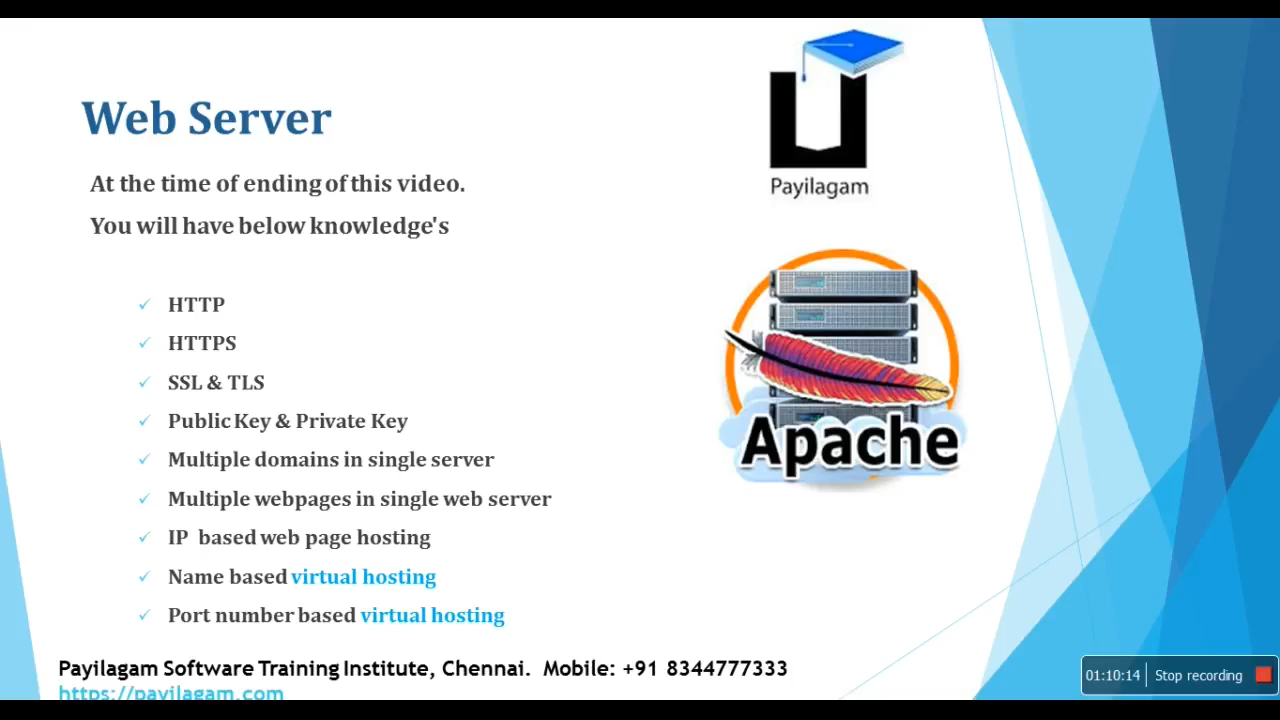 Web Server
At the time of ending of this video.
You will have below knowledge's
HTTP
HTTPS
SSL & TLS
Public Key & Private Key
Multiple domains in single server
Multiple webpages in single web server
IP based web page hosting
Name based virtual hosting
Port number based virtual hosting
Payilagam
Apache
Payilagam Software Training Institute, Chennai. Mobile: +91 8344777333
https://payilagam.com
01:10:14 Stop recording